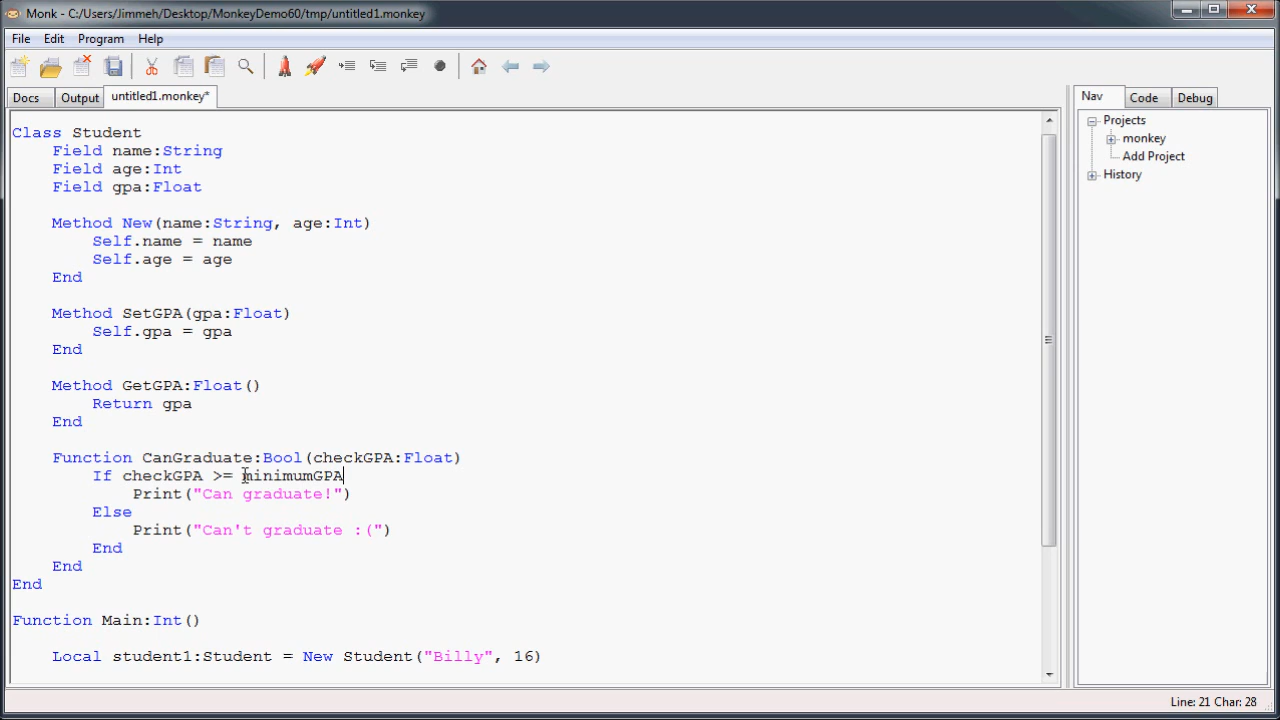 Monk - C:/Users/Jimmeh/Desktop/MonkeyDemo60/tmp/untitled1.monkey
File Edit Program Help
Docs Output untitled1.monkey*
Nav Code Debug
Class Student
Field name:String
Field age:Int
Field gpa:Float
Method New(name:String, age:Int)
Self.name = name
Self.age = age
End
Method SetGPA(gpa:Float)
Self.gpa = gpa
End
Method GetGPA:Float()
Return gpa
End
Function CanGraduate:Bool(checkGPA:Float)
If checkGPA >= minimumGPA
Print("Can graduate!")
Else
Print("Can't graduate :(")
End
End
End
Function Main:Int()
Local student1:Student = New Student("Billy", 16)
Projects
monkey
Add Project
History
Line: 21 Char: 28